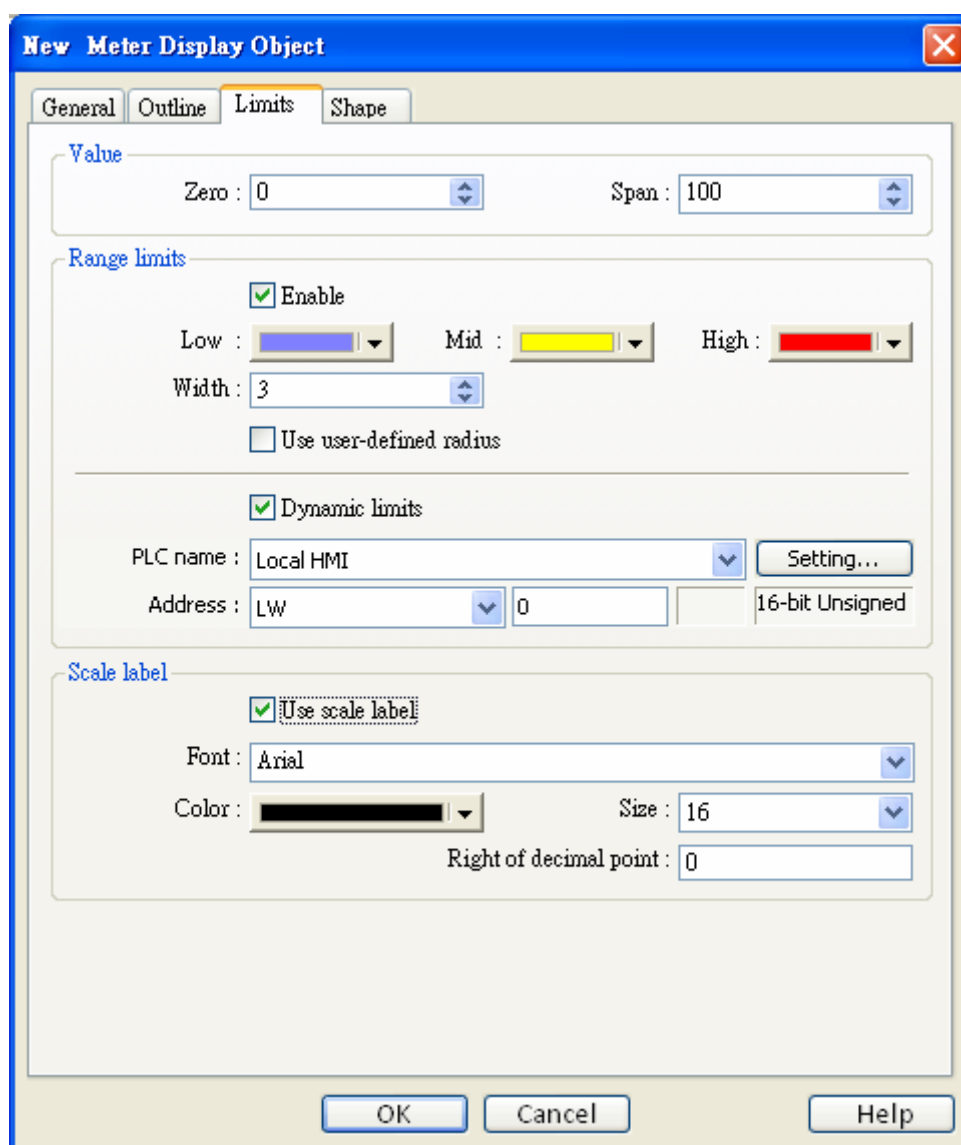 New Meter Display Object
General Outline Limits Shape
Value
Zero : 0 Span : 100
Range limits
Enable
Low : Mid : High :
Width : 3
Use user-defined radius
Dynamic limits
PLC name : Local HMI Setting...
Address : LW 0 16-bit Unsigned
Scale label
Use scale label
Font : Arial
Color : Size : 16
Right of decimal point : 0
OK Cancel Help